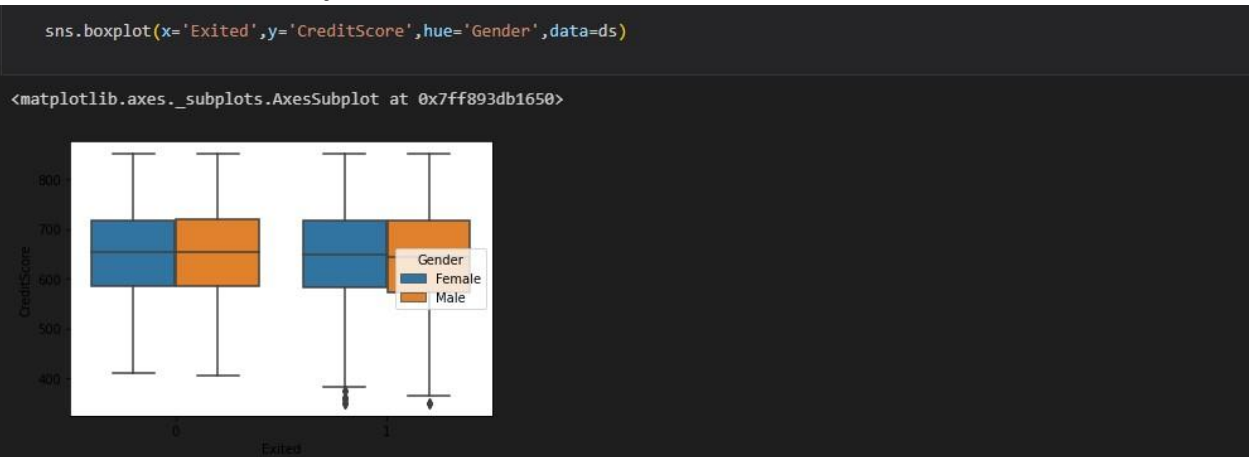 sns.boxplot(x='Exited',y='CreditScore',hue='Gender',data=ds)
<matplotlib.axes._subplots.AxesSubplot at 0x7ff893db1650>
800
700
600
500
400
CreditScore
Gender
Female
Male
0 1
Exited